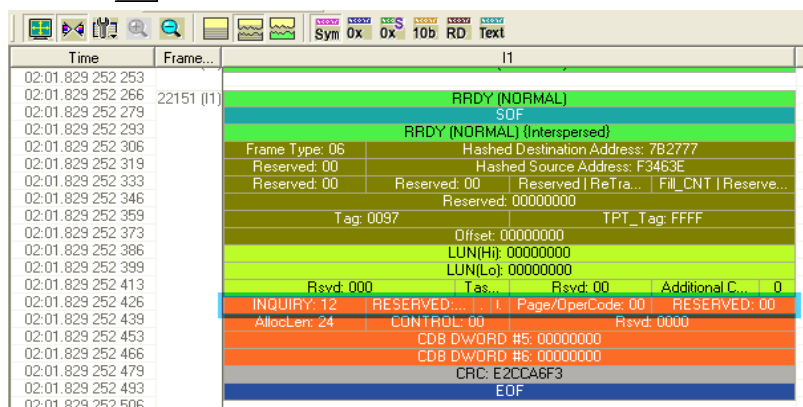 Sym 0x 0x S 10b RD Text
Time Frame... I1
02:01.829 252 253
02:01.829 252 266 22151 (I1) RRDY (NORMAL)
02:01.829 252 279 SOF
02:01.829 252 293 RRDY (NORMAL) {Interspersed}
02:01.829 252 306 Frame Type: 06 Hashed Destination Address: 7B2777
02:01.829 252 319 Reserved: 00 Hashed Source Address: F3463E
02:01.829 252 333 Reserved: 00 Reserved: 00 Reserved | ReTra... Fill_CNT | Reserve...
02:01.829 252 346 Reserved: 00000000
02:01.829 252 359 Tag: 0097 TPT_Tag: FFFF
02:01.829 252 373 Offset: 00000000
02:01.829 252 386 LUN(Hi): 00000000
02:01.829 252 399 LUN(Lo): 00000000
02:01.829 252 413 Rsvd: 000 Tas... Rsvd: 00 Additional C... 0
02:01.829 252 426 INQUIRY: 12 RESERVED:... . Page/OperCode: 00 RESERVED: 00
02:01.829 252 439 AllocLen: 24 CONTROL: 00 Rsvd: 0000
02:01.829 252 453 CDB DWORD #5: 00000000
02:01.829 252 466 CDB DWORD #6: 00000000
02:01.829 252 479 CRC: E2CCA6F3
02:01.829 252 493 EOF
02:01.829 252 506